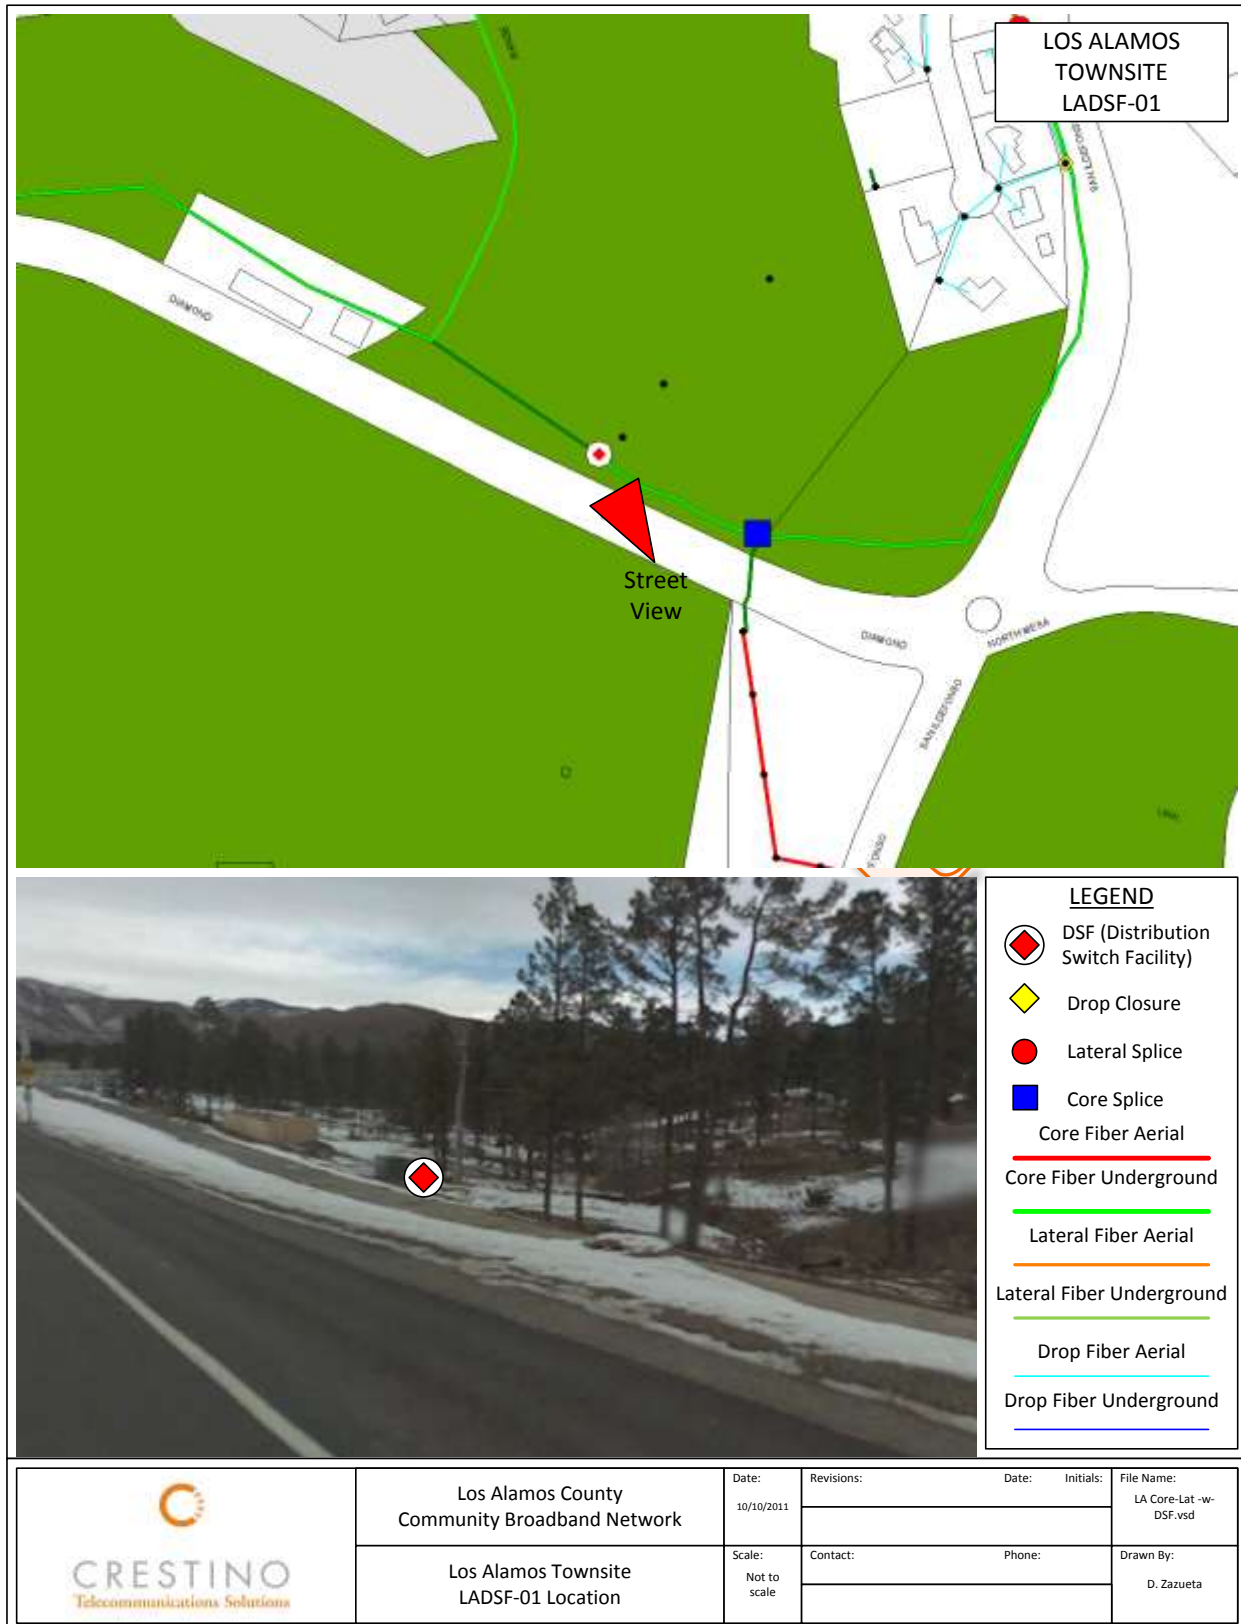 LOS ALAMOS
TOWNSITE
LADSF-01
SAN ILDEFONSO
DIAMOND
Street
View
DIAMOND
NORTH MESA
SAN ILDEFONSO
LEGEND
DSF (Distribution
Switch Facility)
Drop Closure
Lateral Splice
Core Splice
Core Fiber Aerial
Core Fiber Underground
Lateral Fiber Aerial
Lateral Fiber Underground
Drop Fiber Aerial
Drop Fiber Underground
CRESTINO
Telecommunications Solutions
Los Alamos County
Community Broadband Network
Los Alamos Townsite
LADSF-01 Location
Date:
10/10/2011
Revisions: Date: Initials:
File Name:
LA Core-Lat -w-
DSF.vsd
Scale:
Not to
scale
Contact: Phone:
Drawn By:
D. Zazueta